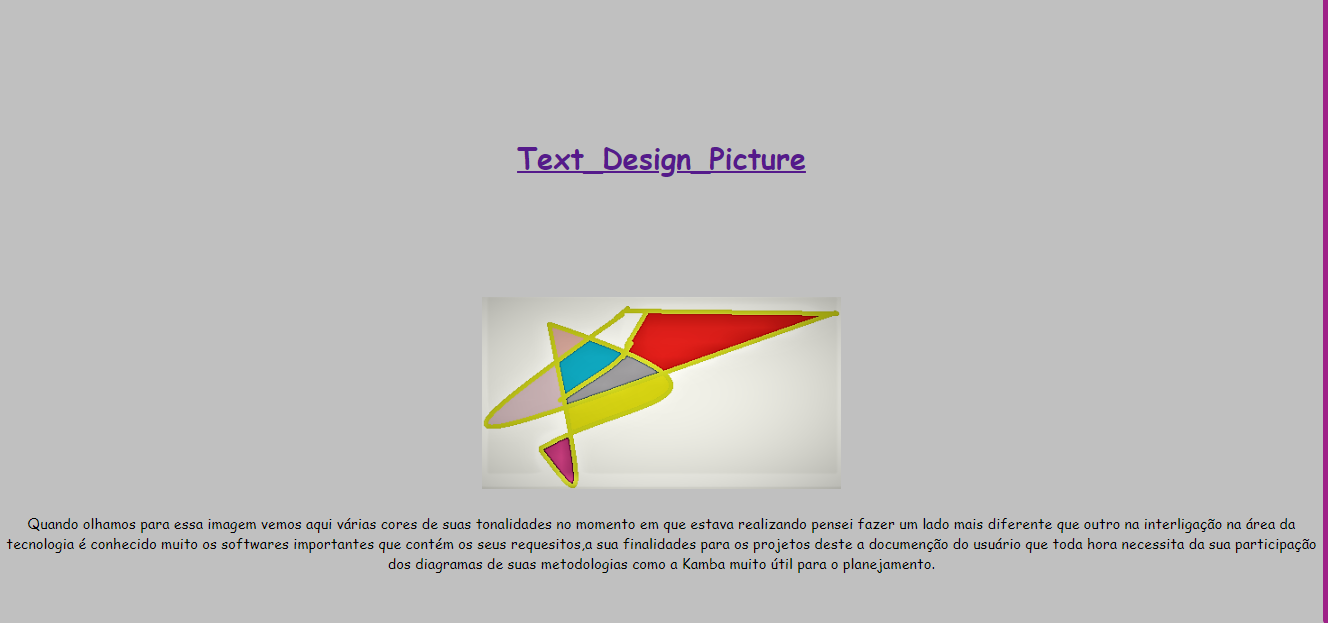 Text_Design_Picture
Quando olhamos para essa imagem vemos aqui várias cores de suas tonalidades no momento em que estava realizando pensei fazer um lado mais diferente que outro na interligação na área da
tecnologia é conhecido muito os softwares importantes que contém os seus requesitos,a sua finalidades para os projetos deste a documenção do usuário que toda hora necessita da sua participação
dos diagramas de suas metodologias como a Kamba muito útil para o planejamento.